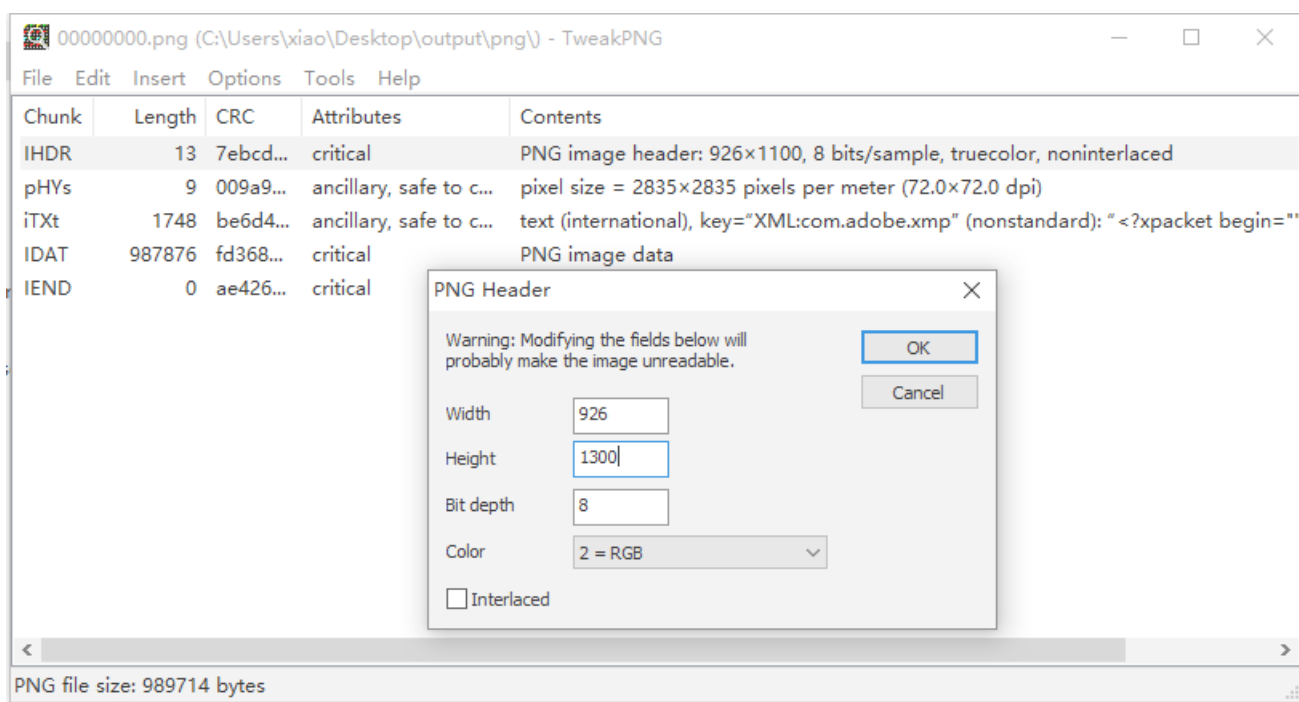 00000000.png (C:\Users\xiao\Desktop\output\png\) - TweakPNG
File Edit Insert Options Tools Help
Chunk Length CRC Attributes Contents
IHDR 13 7ebcd... critical PNG image header: 926×1100, 8 bits/sample, truecolor, noninterlaced
pHYs 9 009a9... ancillary, safe to c... pixel size = 2835×2835 pixels per meter (72.0×72.0 dpi)
iTXt 1748 be6d4... ancillary, safe to c... text (international), key="XML:com.adobe.xmp" (nonstandard): "<?xpacket begin=""
IDAT 987876 fd368... critical PNG image data
IEND 0 ae426... critical
PNG Header
Warning: Modifying the fields below will
probably make the image unreadable.
OK
Cancel
Width 926
Height 1300
Bit depth 8
Color 2 = RGB
Interlaced
PNG file size: 989714 bytes